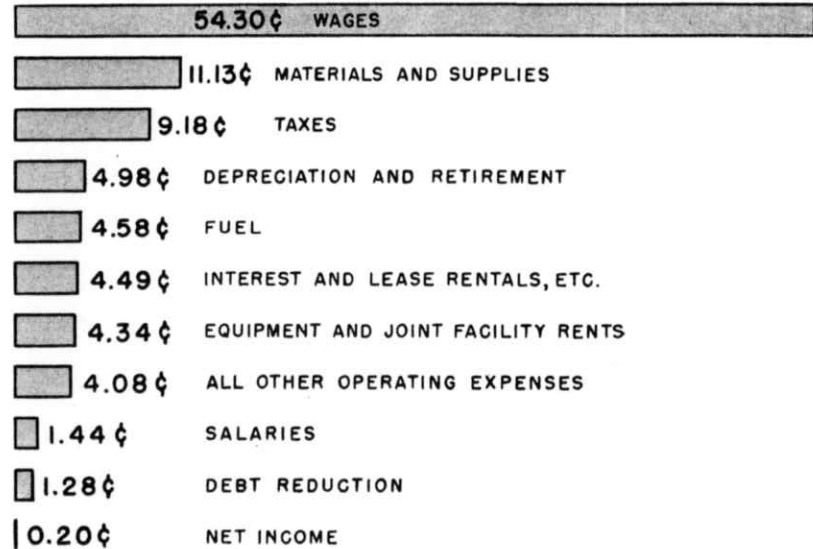 54.30¢ WAGES
11.13¢ MATERIALS AND SUPPLIES
9.18¢ TAXES
4.98¢ DEPRECIATION AND RETIREMENT
4.58¢ FUEL
4.49¢ INTEREST AND LEASE RENTALS, ETC.
4.34¢ EQUIPMENT AND JOINT FACILITY RENTS
4.08¢ ALL OTHER OPERATING EXPENSES
1.44¢ SALARIES
1.28¢ DEBT REDUCTION
0.20¢ NET INCOME